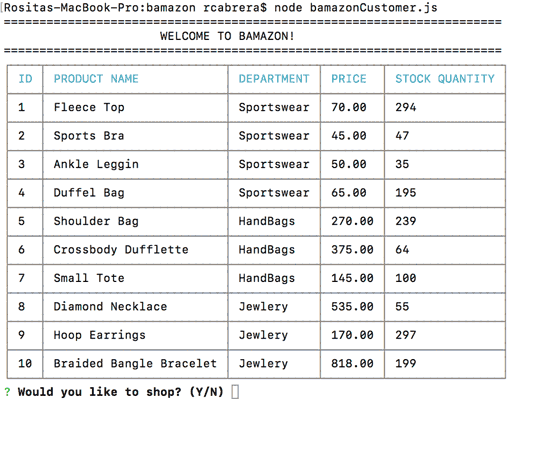 Rositas-MacBook-Pro:bamazon rcabrera$ node bamazonCustomer.js
==================================================================
WELCOME TO BAMAZON!
==================================================================
ID PRODUCT NAME DEPARTMENT PRICE STOCK QUANTITY
1 Fleece Top Sportswear 70.00 294
2 Sports Bra Sportswear 45.00 47
3 Ankle Leggin Sportswear 50.00 35
4 Duffel Bag Sportswear 65.00 195
5 Shoulder Bag HandBags 270.00 239
6 Crossbody Dufflette HandBags 375.00 64
7 Small Tote HandBags 145.00 100
8 Diamond Necklace Jewlery 535.00 55
9 Hoop Earrings Jewlery 170.00 297
10 Braided Bangle Bracelet Jewlery 818.00 199
? Would you like to shop? (Y/N)